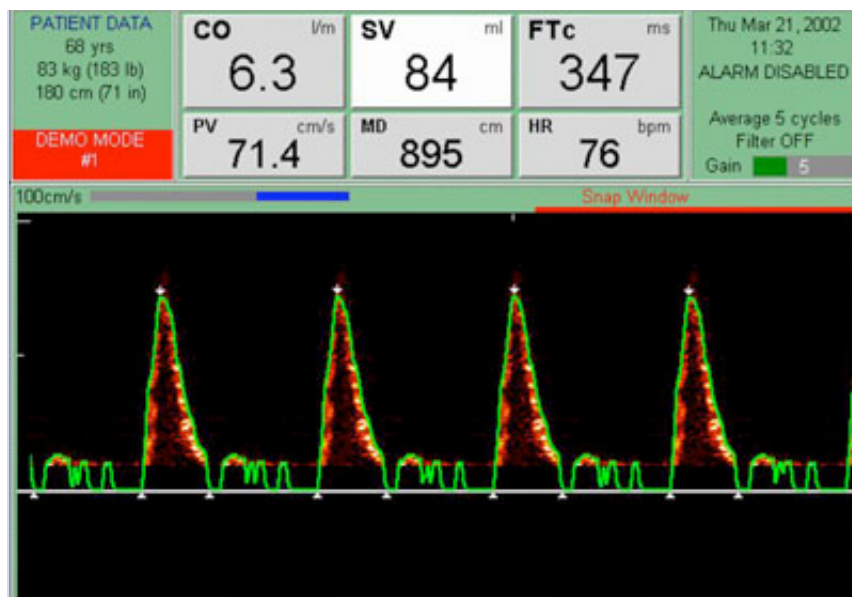 PATIENT DATA
68 yrs
83 kg (183 lb)
180 cm (71 in)
DEMO MODE
#1
CO l/m
6.3
SV ml
84
FTc ms
347
PV cm/s
71.4
MD cm
895
HR bpm
76
Thu Mar 21, 2002
11:32
ALARM DISABLED
Average 5 cycles
Filter OFF
Gain 5
100cm/s
Snap Window